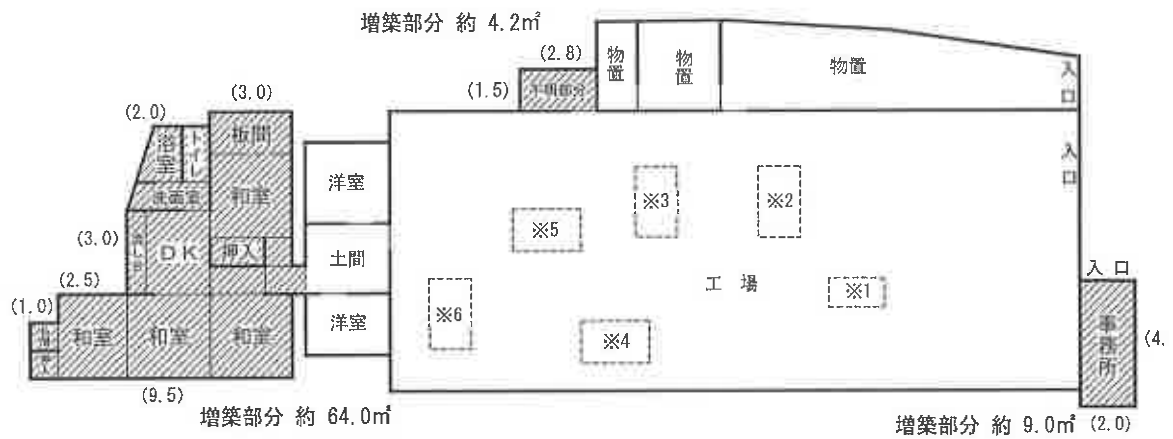 増築部分 約 4.2㎡
(2.8)
(1.5)
不明部分
物置
物置
物置
入口
入口
(3.0)
(2.0)
板間
浴室
トイレ
洗面室
和室
(3.0)
DK
押入
洋室
土間
洋室
(2.5)
(1.0)
和室
和室
和室
(9.5)
増築部分 約 64.0㎡
※3
※2
※5
※1
※6
※4
工 場
入口
事務所
(4.
増築部分 約 9.0㎡
(2.0)